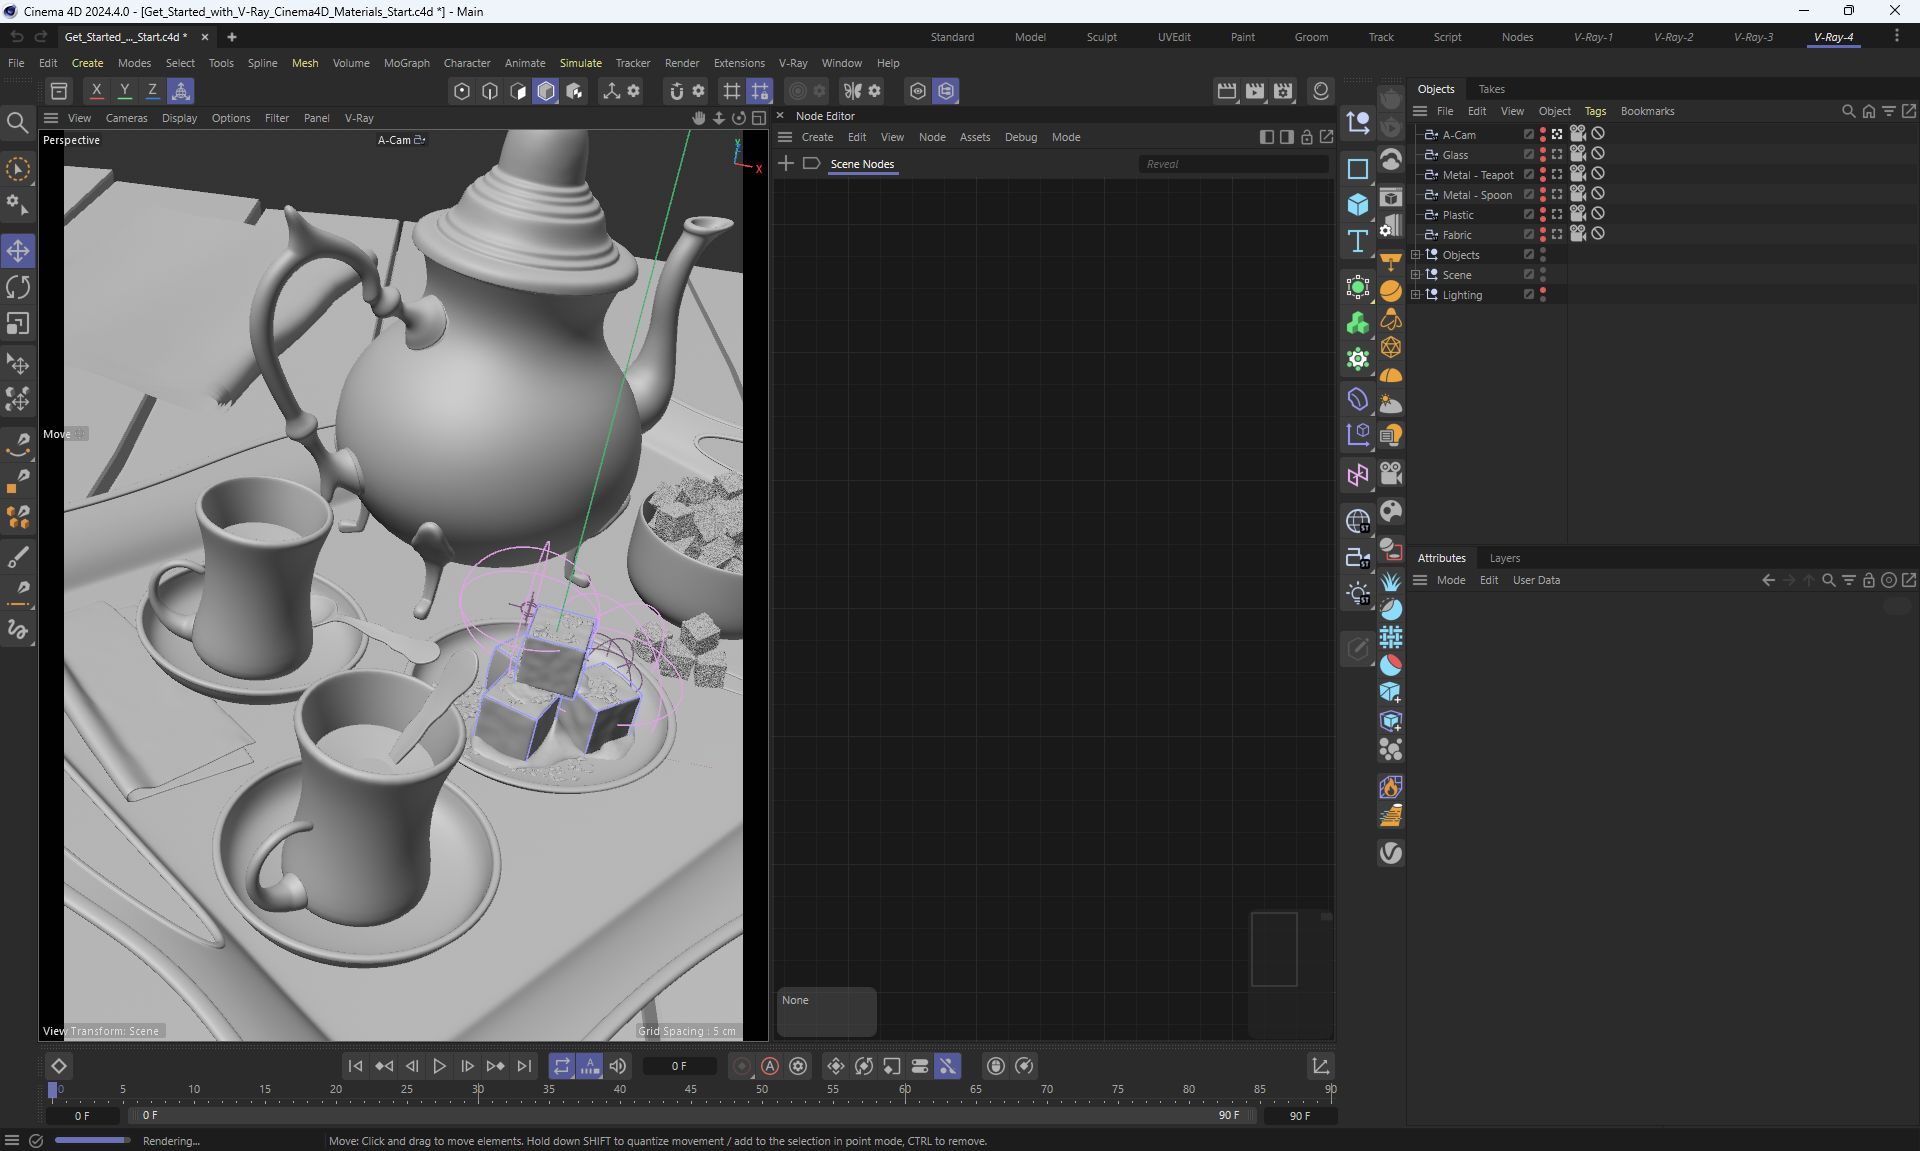 Cinema 4D 2024.4.0 - [Get_Started_with_V-Ray_Cinema4D_Materials_Start.c4d *] - Main
Get_Started_..._Start.c4d *
Standard Model Sculpt UVEdit Paint Groom Track Script Nodes V-Ray-1 V-Ray-2 V-Ray-3 V-Ray-4
File Edit Create Modes Select Tools Spline Mesh Volume MoGraph Character Animate Simulate Tracker Render Extensions V-Ray Window Help
X Y Z
View Cameras Display Options Filter Panel V-Ray
Perspective
A-Cam
Y
X
Move
View Transform: Scene
Grid Spacing : 5 cm
Node Editor
Create Edit View Node Assets Debug Mode
Scene Nodes
Reveal
None
ST
ST
ST
Objects Takes
File Edit View Object Tags Bookmarks
A-Cam
Glass
Metal - Teapot
Metal - Spoon
Plastic
Fabric
Objects
Scene
Lighting
Attributes Layers
Mode Edit User Data
0 F
0 5 10 15 20 25 30 35 40 45 50 55 60 65 70 75 80 85 90
0 F
0 F
90 F
90 F
Rendering...
Move: Click and drag to move elements. Hold down SHIFT to quantize movement / add to the selection in point mode, CTRL to remove.